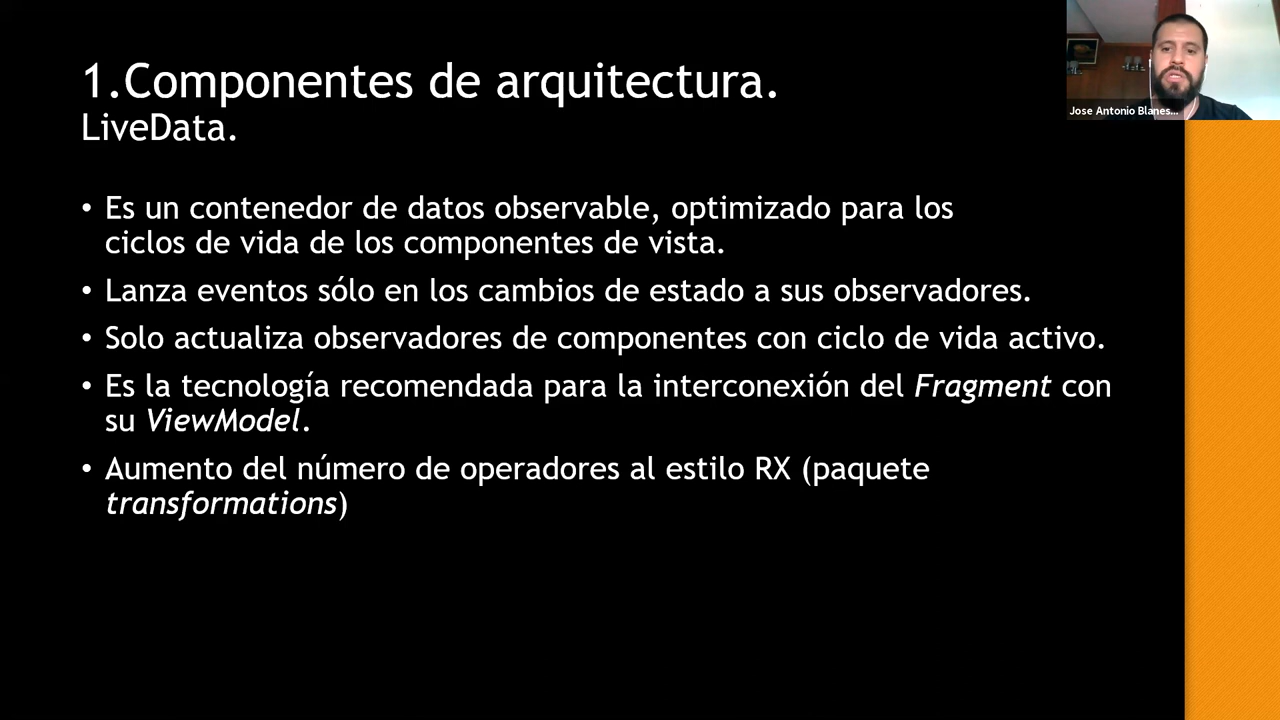 1.Componentes de arquitectura.
LiveData.
• Es un contenedor de datos observable, optimizado para los
ciclos de vida de los componentes de vista.
• Lanza eventos sólo en los cambios de estado a sus observadores.
• Solo actualiza observadores de componentes con ciclo de vida activo.
• Es la tecnología recomendada para la interconexión del Fragment con
su ViewModel.
• Aumento del número de operadores al estilo RX (paquete
transformations)
Jose Antonio Blanes...